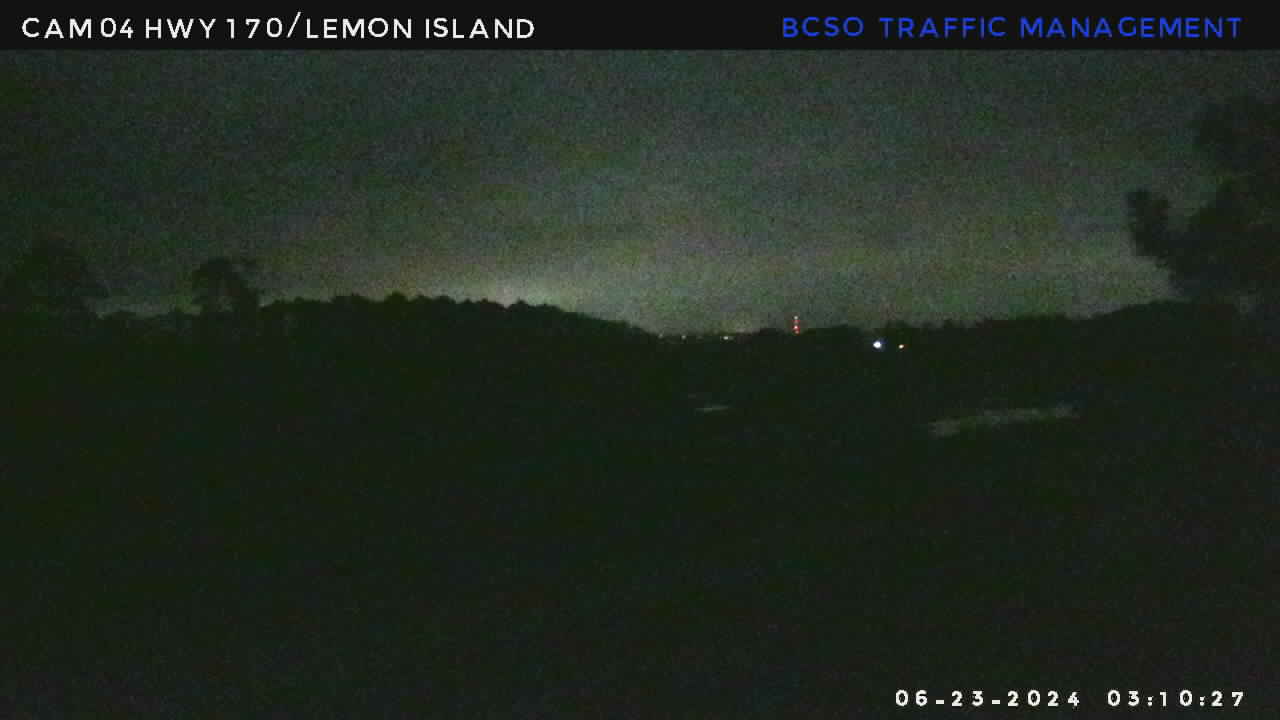 CAM04 HWY 170/LEMON ISLAND
BCSO TRAFFIC MANAGEMENT
06-23-2024 03:10:27